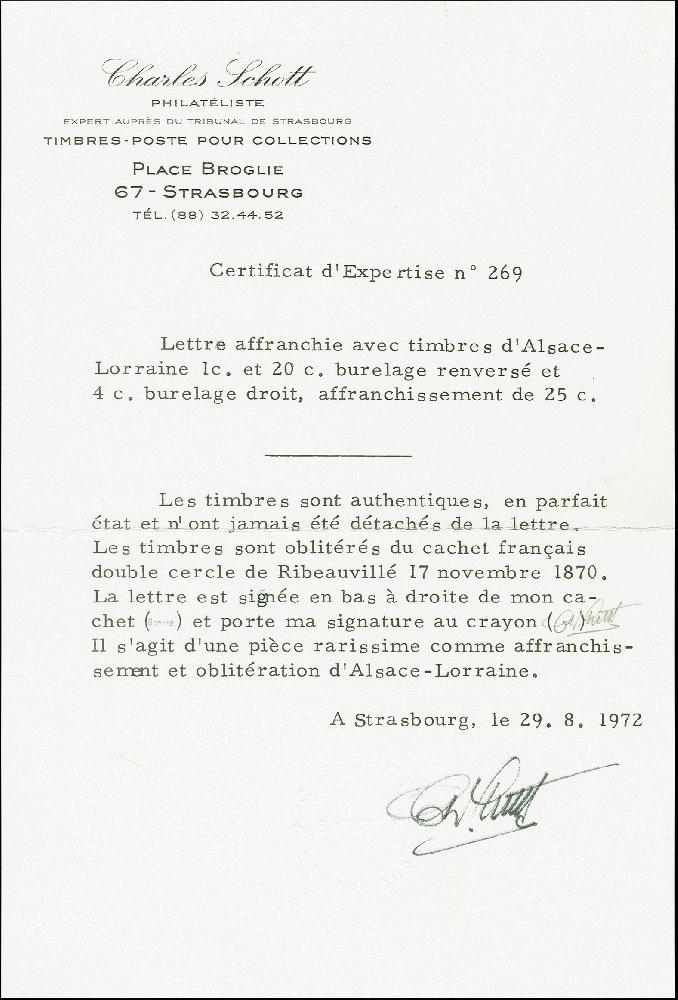 Charles Schott
PHILATÉLISTE
EXPERT AUPRÈS DU TRIBUNAL DE STRASBOURG
TIMBRES-POSTE POUR COLLECTIONS
PLACE BROGLIE
67 - STRASBOURG
TÉL. (88) 32.44.52
Certificat d'Expertise n° 269
Lettre affranchie avec timbres d'Alsace-
Lorraine 1c. et 20 c. burelage renversé et
4 c. burelage droit, affranchissement de 25 c.
Les timbres sont authentiques, en parfait
état et n'ont jamais été détachés de la lettre.
Les timbres sont oblitérés du cachet français
double cercle de Ribeauvillé 17 novembre 1870.
La lettre est signée en bas à droite de mon ca-
chet (Schott) et porte ma signature au crayon (Ch. Schott)
Il s'agit d'une pièce rarissime comme affranchis-
sement et oblitération d'Alsace-Lorraine.
A Strasbourg, le 29. 8. 1972
Ch. Schott